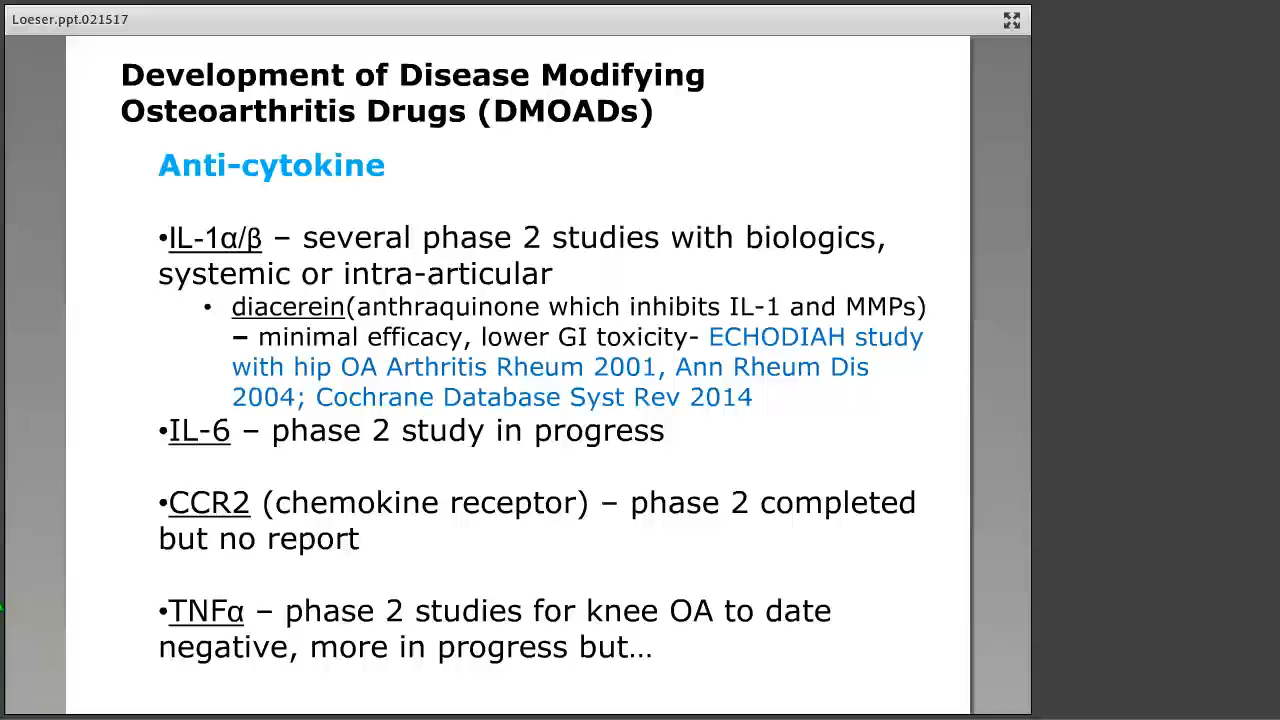 Loeser.ppt.021517
Development of Disease Modifying
Osteoarthritis Drugs (DMOADs)
Anti-cytokine
•IL-1α/β – several phase 2 studies with biologics,
systemic or intra-articular
• diacerein(anthraquinone which inhibits IL-1 and MMPs)
– minimal efficacy, lower GI toxicity- ECHODIAH study
with hip OA Arthritis Rheum 2001, Ann Rheum Dis
2004; Cochrane Database Syst Rev 2014
•IL-6 – phase 2 study in progress
•CCR2 (chemokine receptor) – phase 2 completed
but no report
•TNFα – phase 2 studies for knee OA to date
negative, more in progress but…